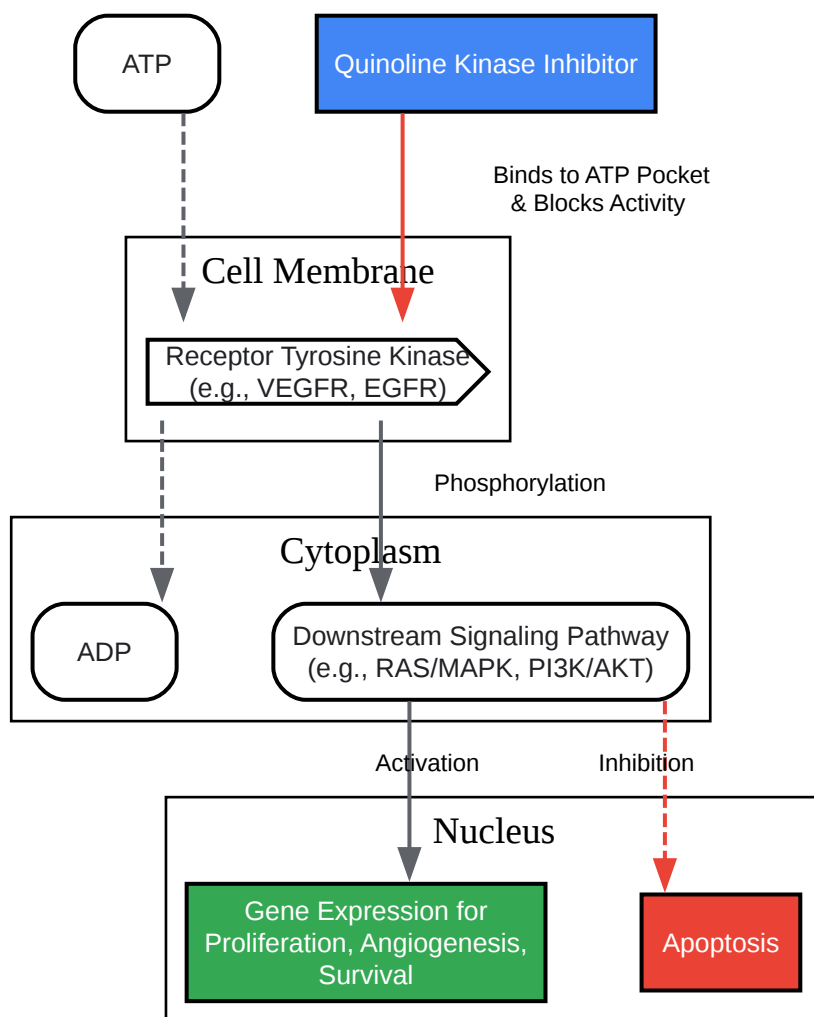 ATP
Quinoline Kinase Inhibitor
Binds to ATP Pocket
& Blocks Activity
Cell Membrane
Receptor Tyrosine Kinase
(e.g., VEGFR, EGFR)
Phosphorylation
Cytoplasm
ADP
Downstream Signaling Pathway
(e.g., RAS/MAPK, PI3K/AKT)
Activation
Inhibition
Nucleus
Gene Expression for
Proliferation, Angiogenesis,
Survival
Apoptosis